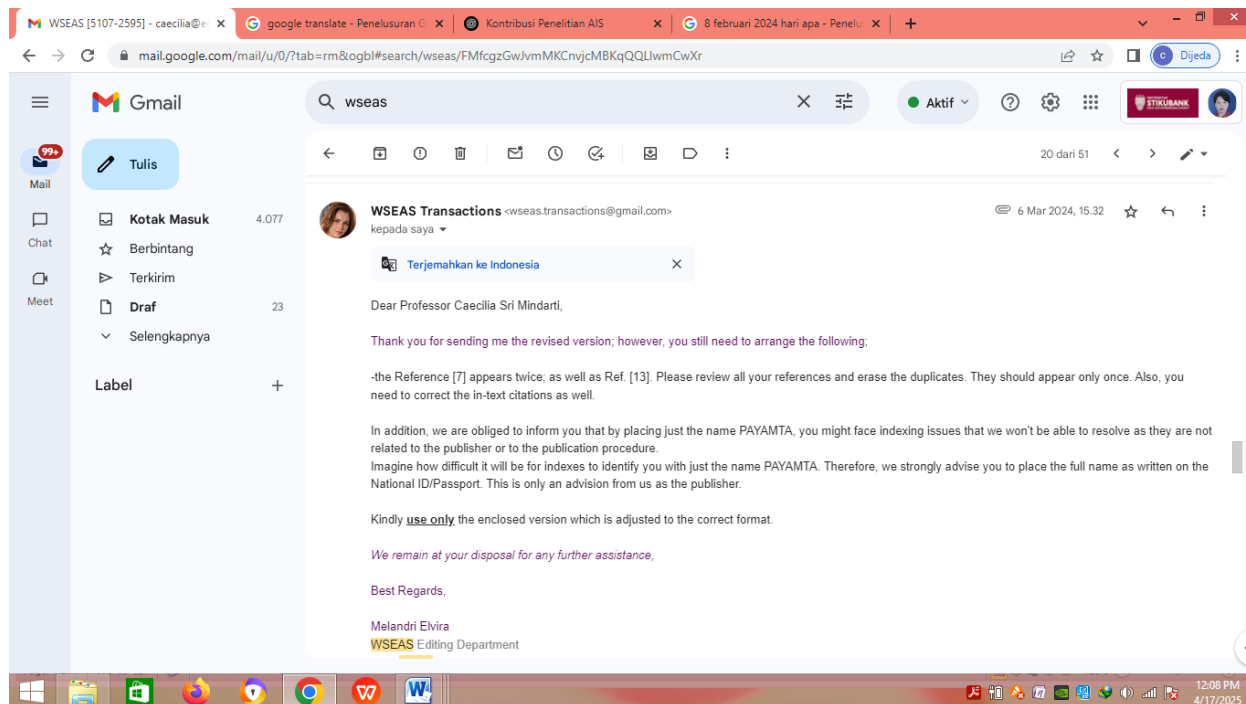 WSEAS [5107-2595] - caecilia@e
google translate - Penelusuran G
Kontribusi Penelitian AIS
8 februari 2024 hari apa - Penelu
mail.google.com/mail/u/0/?tab=rm&ogbl#search/wseas/FMfcgzGwJvmMKCnvjcMBKqQQLlwmCwXr
C Dijeda
Gmail
wseas
Aktif
STIKUBANK
99+
Mail
Chat
Meet
Tulis
Kotak Masuk 4.077
Berbintang
Terkirim
Draf 23
Selengkapnya
Label
20 dari 51
WSEAS Transactions <wseas.transactions@gmail.com>
6 Mar 2024, 15.32
kepada saya
Terjemahkan ke Indonesia
Dear Professor Caecilia Sri Mindarti,
Thank you for sending me the revised version; however, you still need to arrange the following;
-the Reference [7] appears twice; as well as Ref. [13]. Please review all your references and erase the duplicates. They should appear only once. Also, you
need to correct the in-text citations as well.
In addition, we are obliged to inform you that by placing just the name PAYAMTA, you might face indexing issues that we won't be able to resolve as they are not
related to the publisher or to the publication procedure.
Imagine how difficult it will be for indexes to identify you with just the name PAYAMTA. Therefore, we strongly advise you to place the full name as written on the
National ID/Passport. This is only an advision from us as the publisher.
Kindly use only the enclosed version which is adjusted to the correct format.
We remain at your disposal for any further assistance,
Best Regards,
Melandri Elvira
WSEAS Editing Department
12:08 PM
4/17/2025